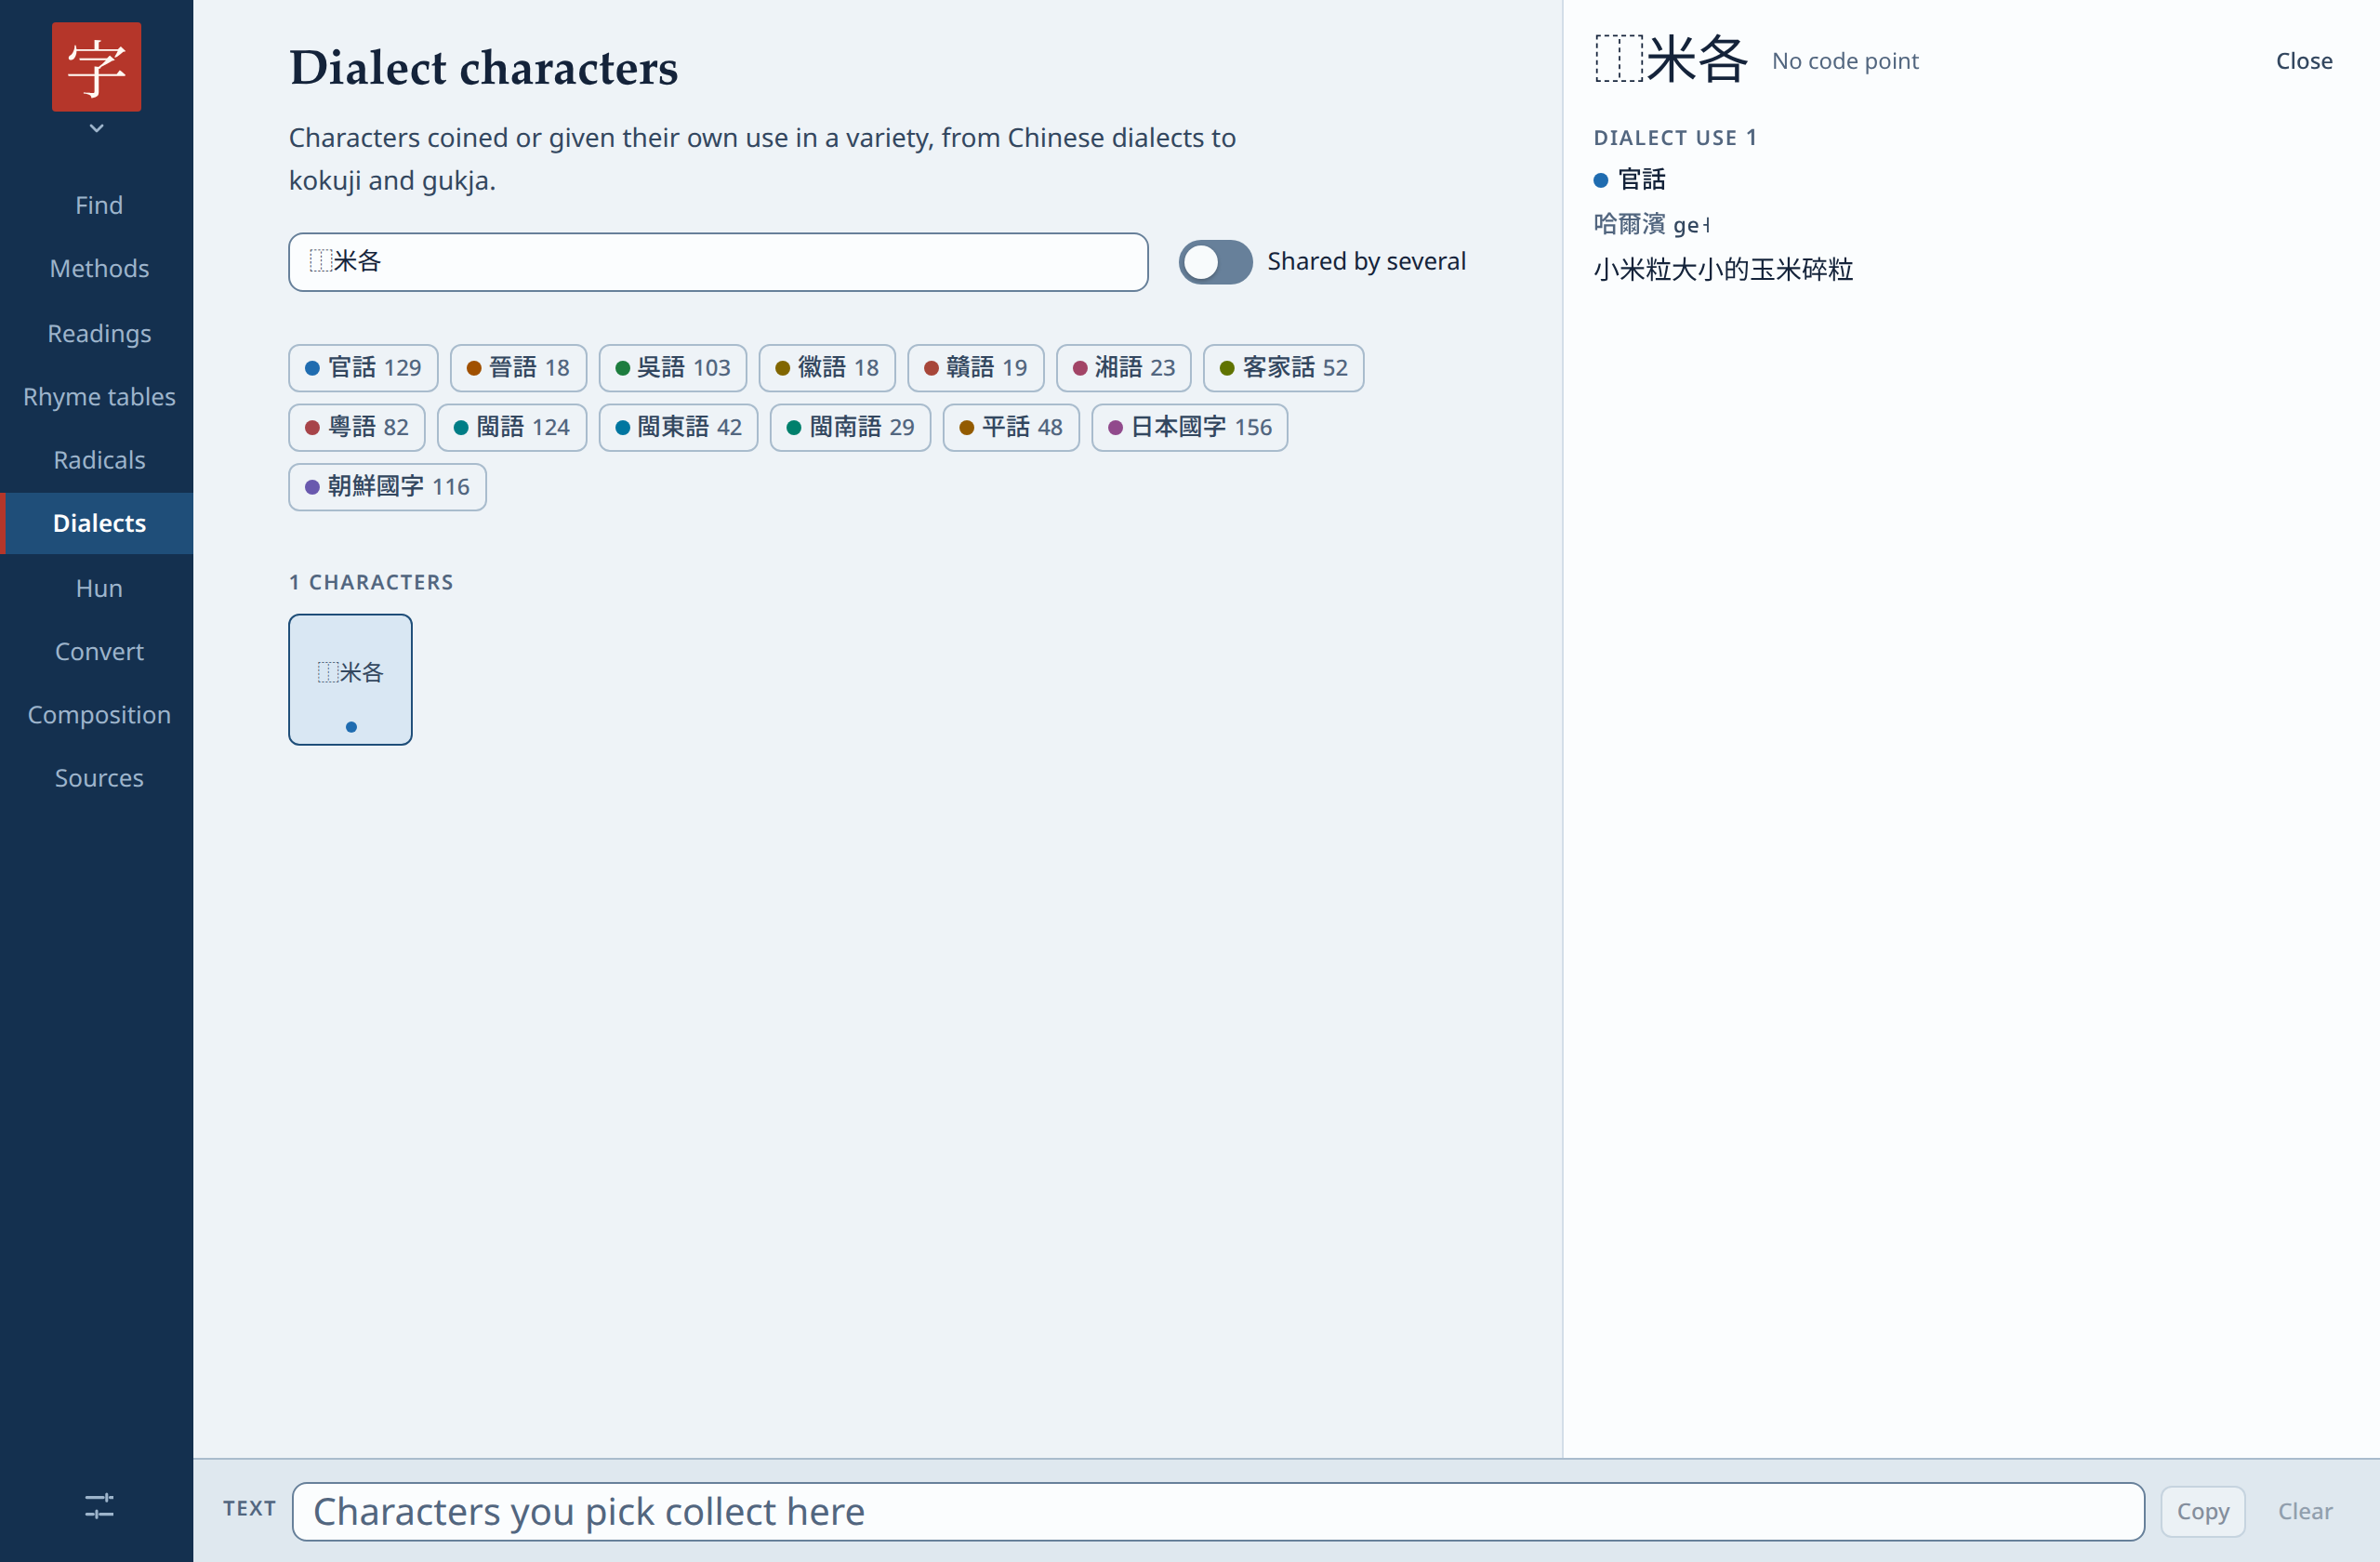 字
Find
Methods
Readings
Rhyme tables
Radicals
Dialects
Hun
Convert
Composition
Sources
Dialect characters
Characters coined or given their own use in a variety, from Chinese dialects to
kokuji and gukja.
⿰米各
Shared by several
官話 129
晉語 18
吳語 103
徽語 18
贛語 19
湘語 23
客家話 52
粵語 82
閩語 124
閩東語 42
閩南語 29
平話 48
日本國字 156
朝鮮國字 116
1 CHARACTERS
⿰米各
⿰米各 No code point
Close
DIALECT USE 1
官話
哈爾濱 ge˧
小米粒大小的玉米碎粒
TEXT
Characters you pick collect here
Copy
Clear